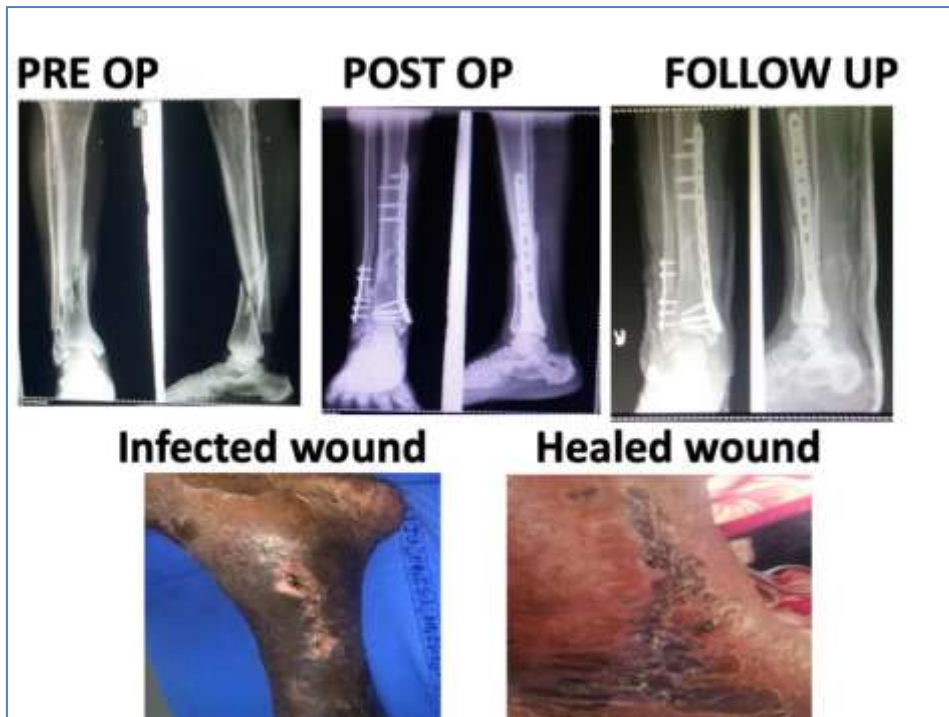 PRE OP
POST OP
FOLLOW UP
Infected wound
Healed wound